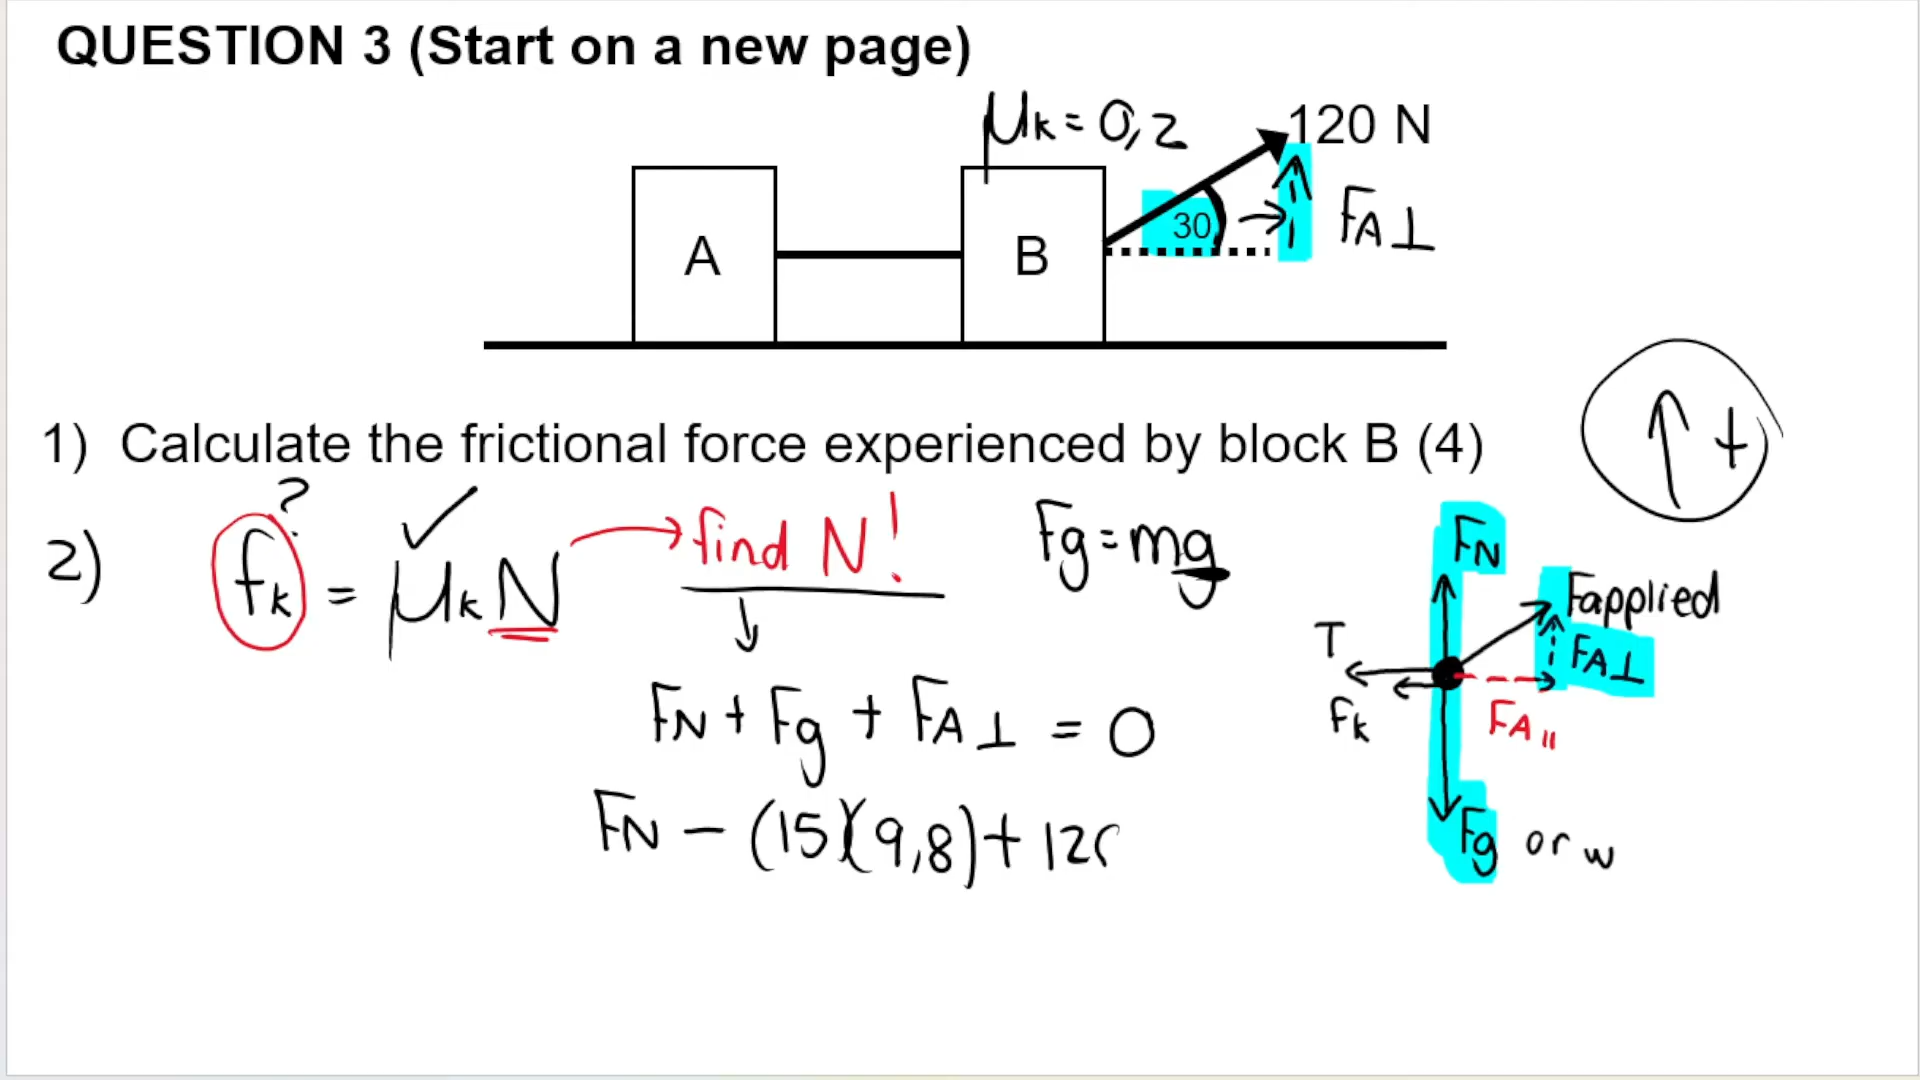 QUESTION 3 (Start on a new page)
μk = 0,2
120 N
30
FA⊥
A
B
1) Calculate the frictional force experienced by block B (4)
↑ +
?
2) fk = μk N → find N!
Fg = mg
FN
Fapplied
T
FA⊥
Fk
FA||
FN + Fg + FA⊥ = 0
FN - (15)(9,8) + 120
Fg or w